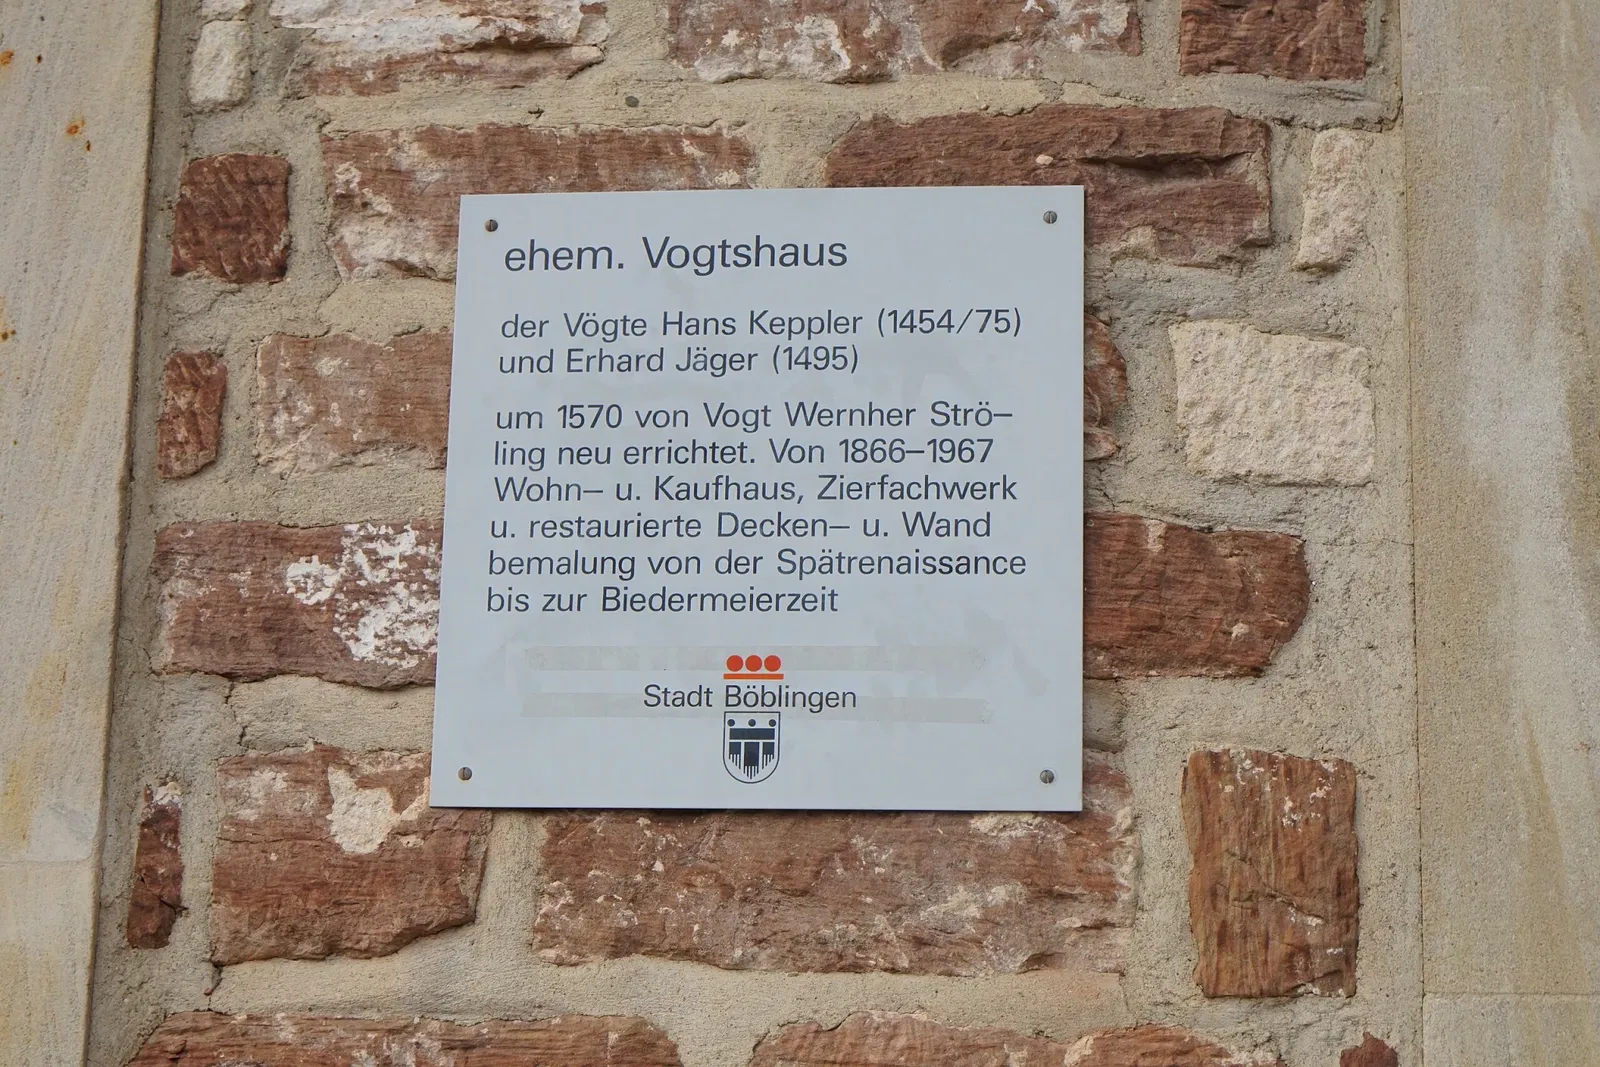 ehem. Vogtshaus
der Vögte Hans Keppler (1454/75)
und Erhard Jäger (1495)
um 1570 von Vogt Wernher Strö–
ling neu errichtet. Von 1866–1967
Wohn– u. Kaufhaus, Zierfachwerk
u. restaurierte Decken– u. Wand
bemalung von der Spätrenaissance
bis zur Biedermeierzeit
Stadt Böblingen